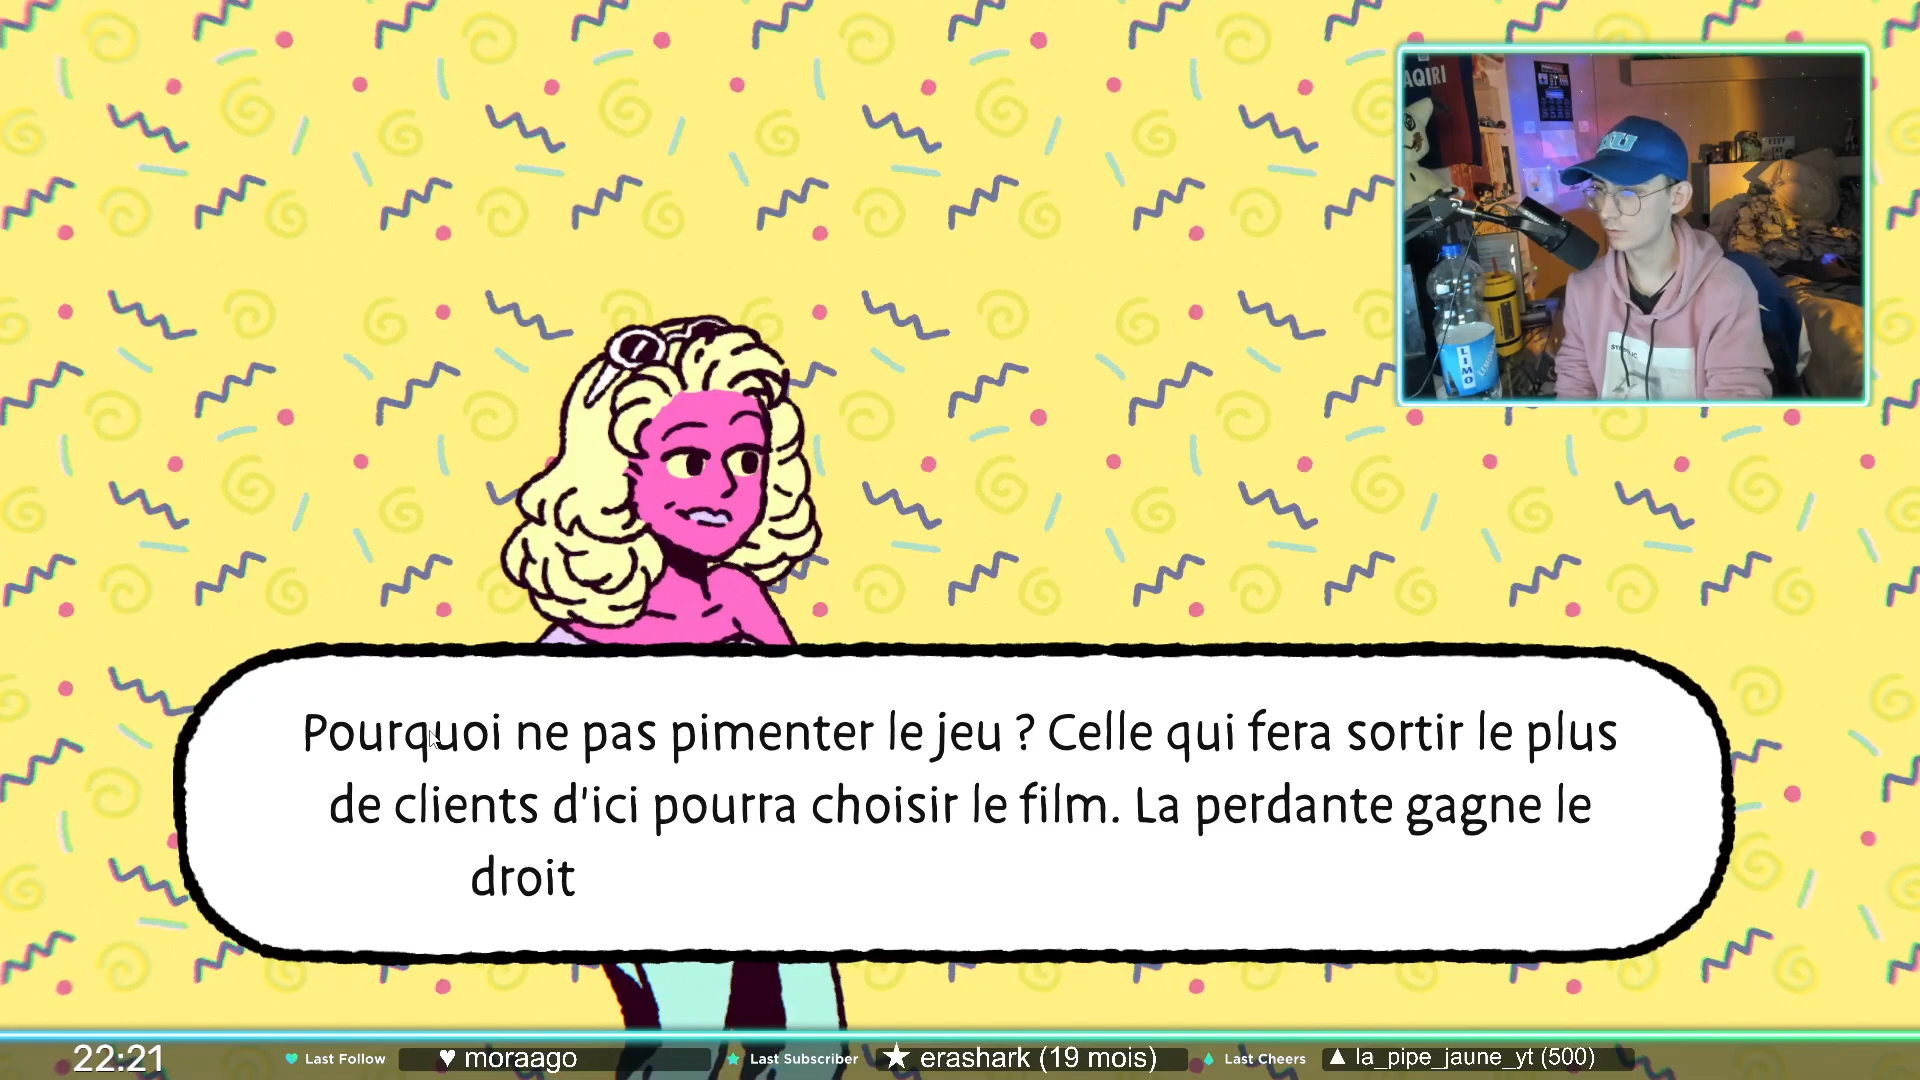 AQIRI
LIMO
Pourquoi ne pas pimenter le jeu ? Celle qui fera sortir le plus
de clients d'ici pourra choisir le film. La perdante gagne le
droit
22:21
Last Follow
♥ moraago
Last Subscriber
★ erashark (19 mois)
Last Cheers
▲ la_pipe_jaune_yt (500)